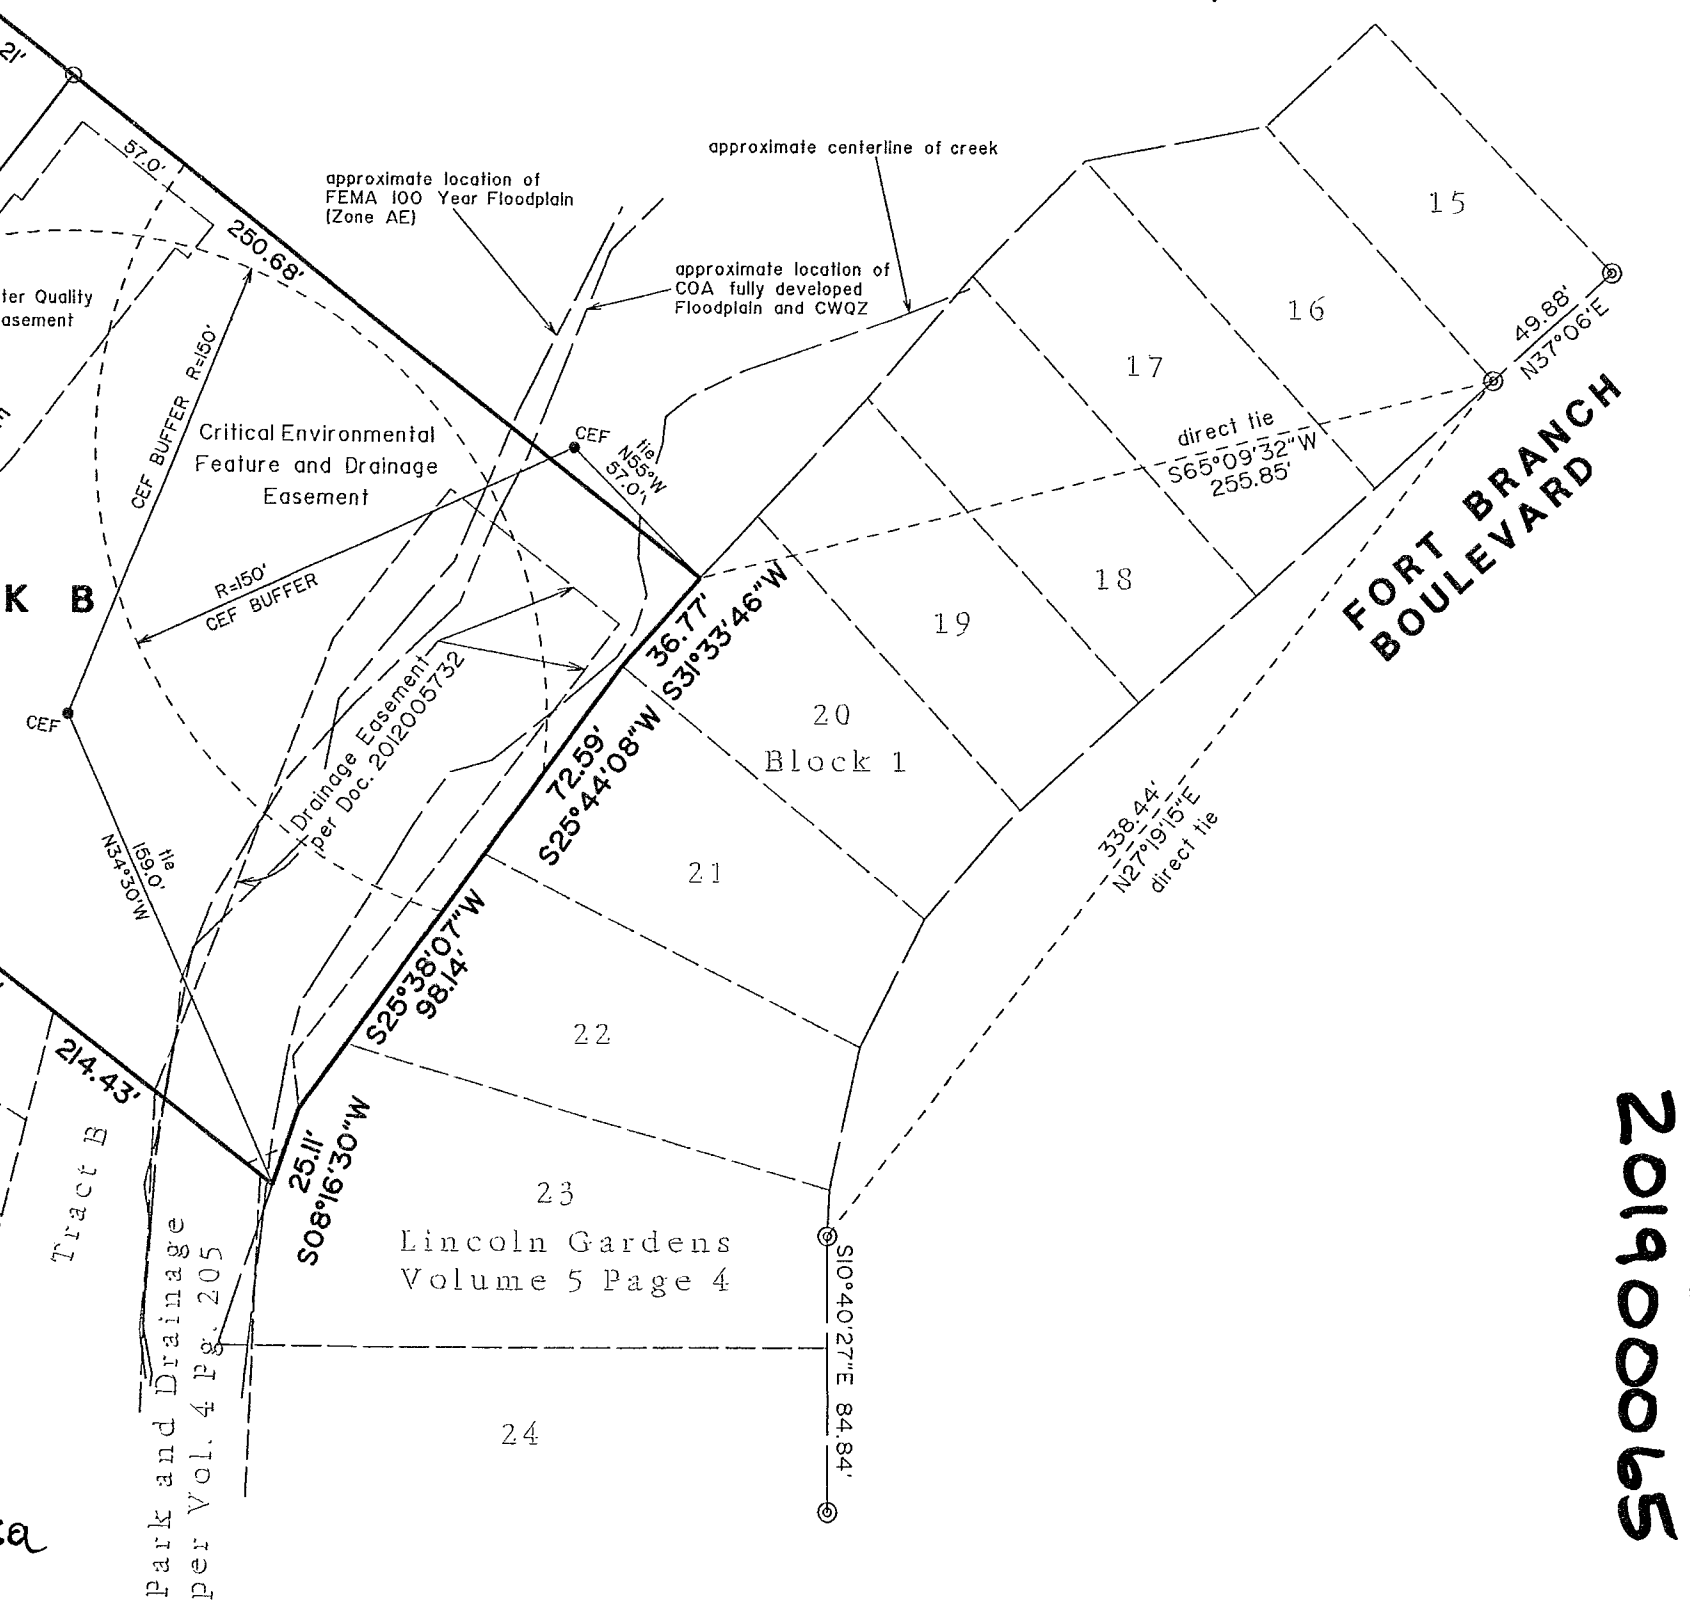 21'
57.0'
250.68'
approximate location of
FEMA 100 Year Floodplain
(Zone AE)
approximate centerline of creek
approximate location of
COA fully developed
Floodplain and CWQZ
15
16
17
18
19
20
Block 1
21
22
23
Lincoln Gardens
Volume 5 Page 4
24
49.88'
N37°06'E
FORT BRANCH
BOULEVARD
direct tie
S65°09'32"W
255.85'
ter Quality
asement
CEF BUFFER R=150'
Critical Environmental
Feature and Drainage
Easement
CEF
tie
N55°W
57.0'
R=150'
CEF BUFFER
K B
CEF
36.77'
S31°33'46"W
Drainage Easement
per Doc. 2012005732
72.59'
S25°44'08"W
tie
159.0'
N34°30'W
S25°38'07"W
98.14'
338.44'
N27°19'15"E
direct tie
214.43'
25.11'
S08°16'30"W
Tract B
Park and Drainage
per Vol. 4 Pg. 205
S10°40'27"E 84.84'
201900065